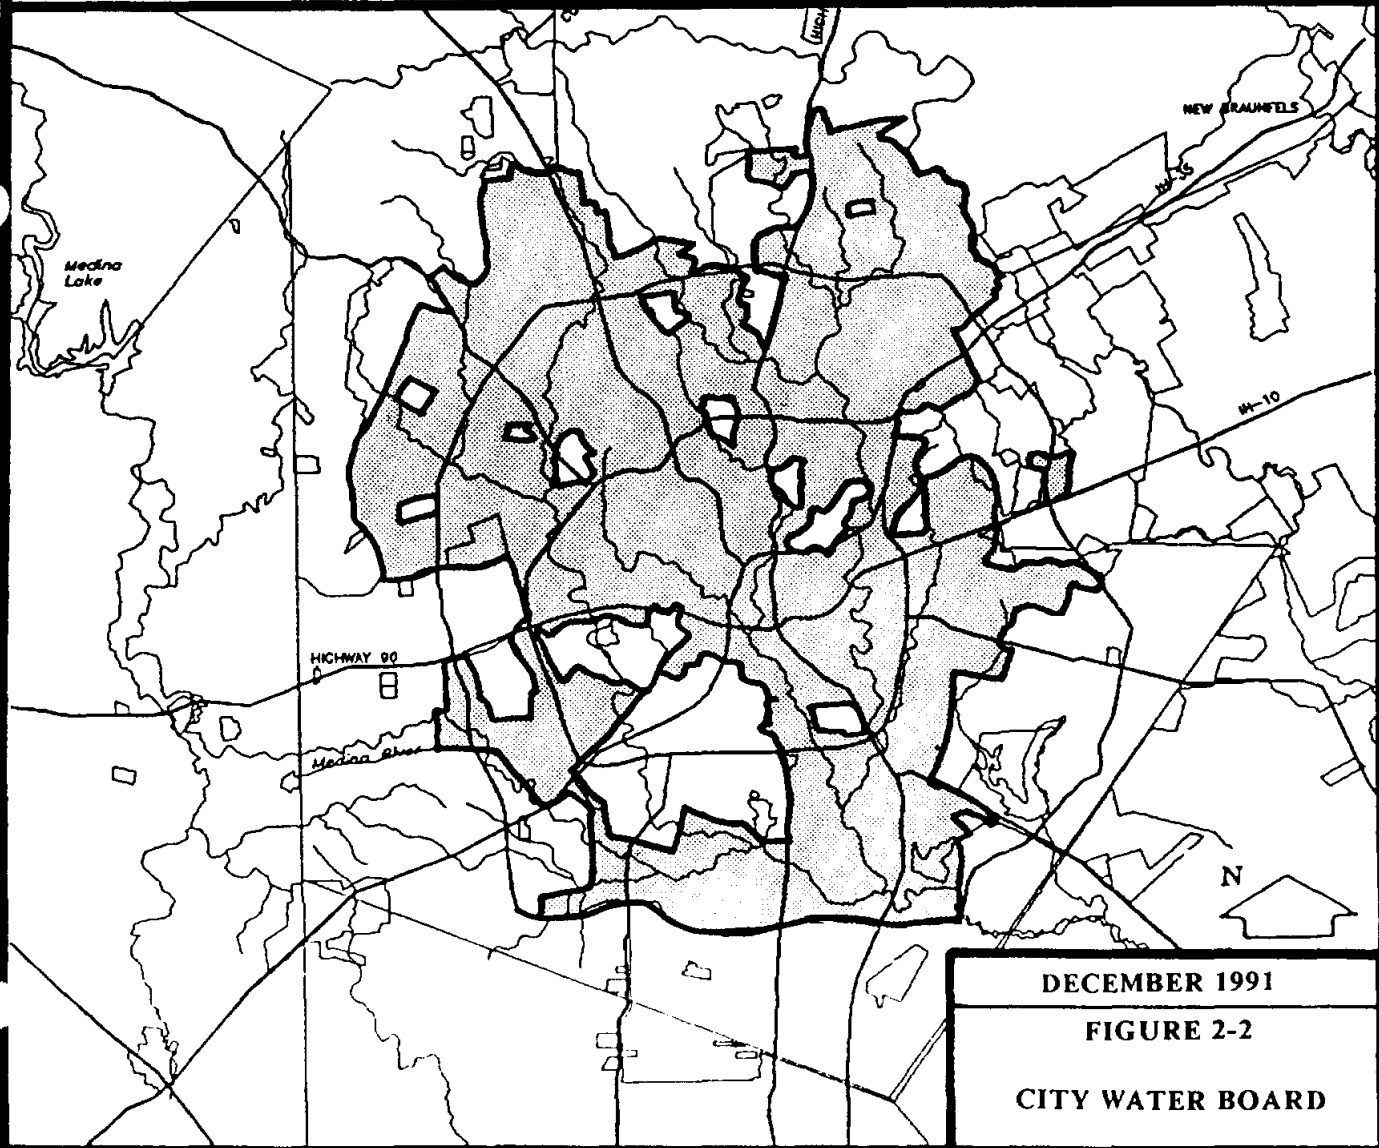 NEW BRAUNFELS
IH-35
Medina
Lake
IH-10
HIGHWAY 90
Medina River
N
DECEMBER 1991
FIGURE 2-2
CITY WATER BOARD